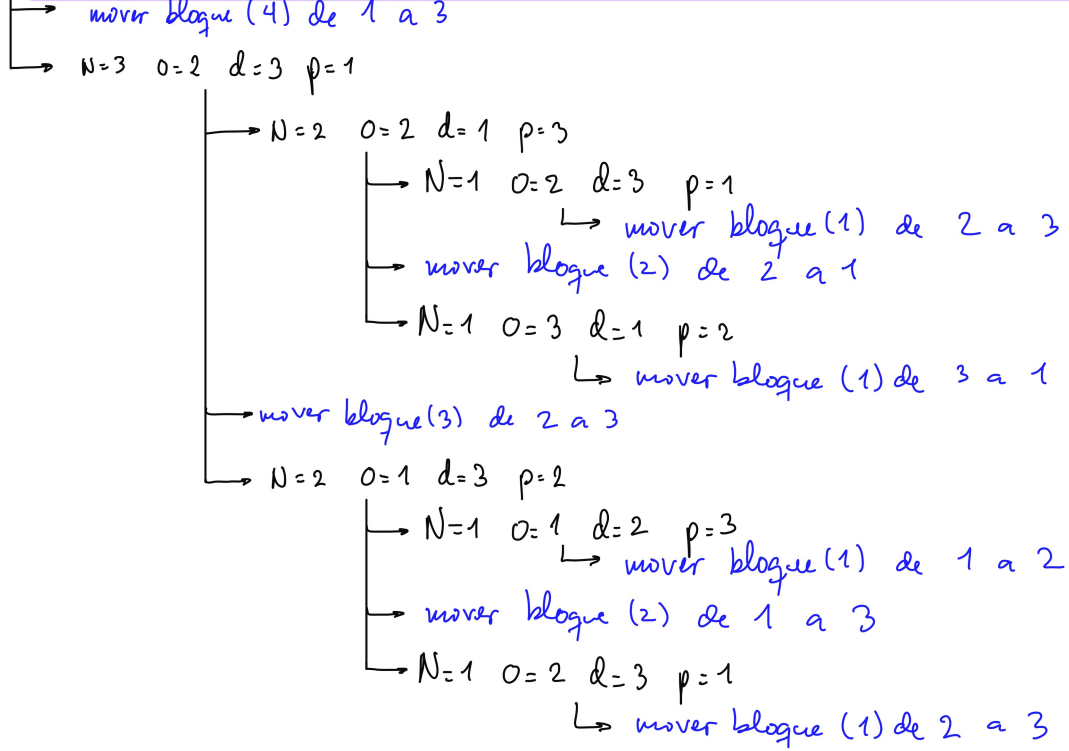 mover bloque (4) de 1 a 3
N=3 o=2 d=3 p=1
N=2 o=2 d=1 p=3
N=1 o=2 d=3 p=1
mover bloque (1) de 2 a 3
mover bloque (2) de 2 a 1
N=1 o=3 d=1 p=2
mover bloque (1) de 3 a 1
mover bloque (3) de 2 a 3
N=2 o=1 d=3 p=2
N=1 o=1 d=2 p=3
mover bloque (1) de 1 a 2
mover bloque (2) de 1 a 3
N=1 o=2 d=3 p=1
mover bloque (1) de 2 a 3